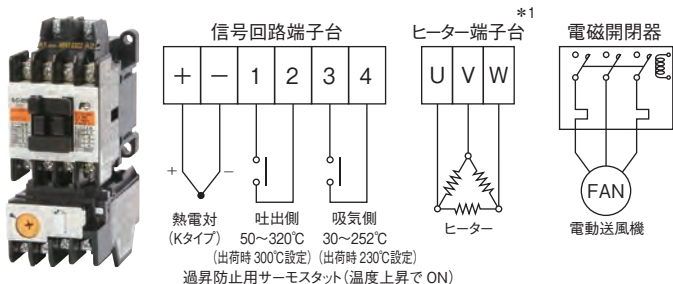 信号回路端子台
ヒーター端子台
*1
電磁開閉器
+ − 1 2 3 4
U V W
+ −
熱電対
(Kタイプ)
吐出側
50〜320℃
(出荷時 300℃設定)
吸気側
30〜252℃
(出荷時 230℃設定)
過昇防止用サーモスタット(温度上昇で ON)
ヒーター
FAN
電動送風機